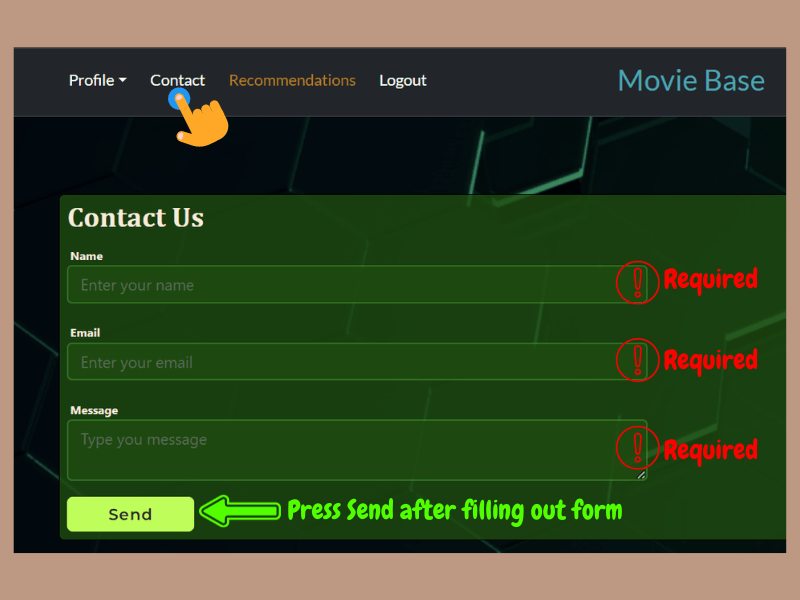 Profile Contact Recommendations Logout Movie Base
Contact Us
Name
Enter your name
Required
Email
Enter your email
Required
Message
Type you message
Required
Send Press Send after filling out form